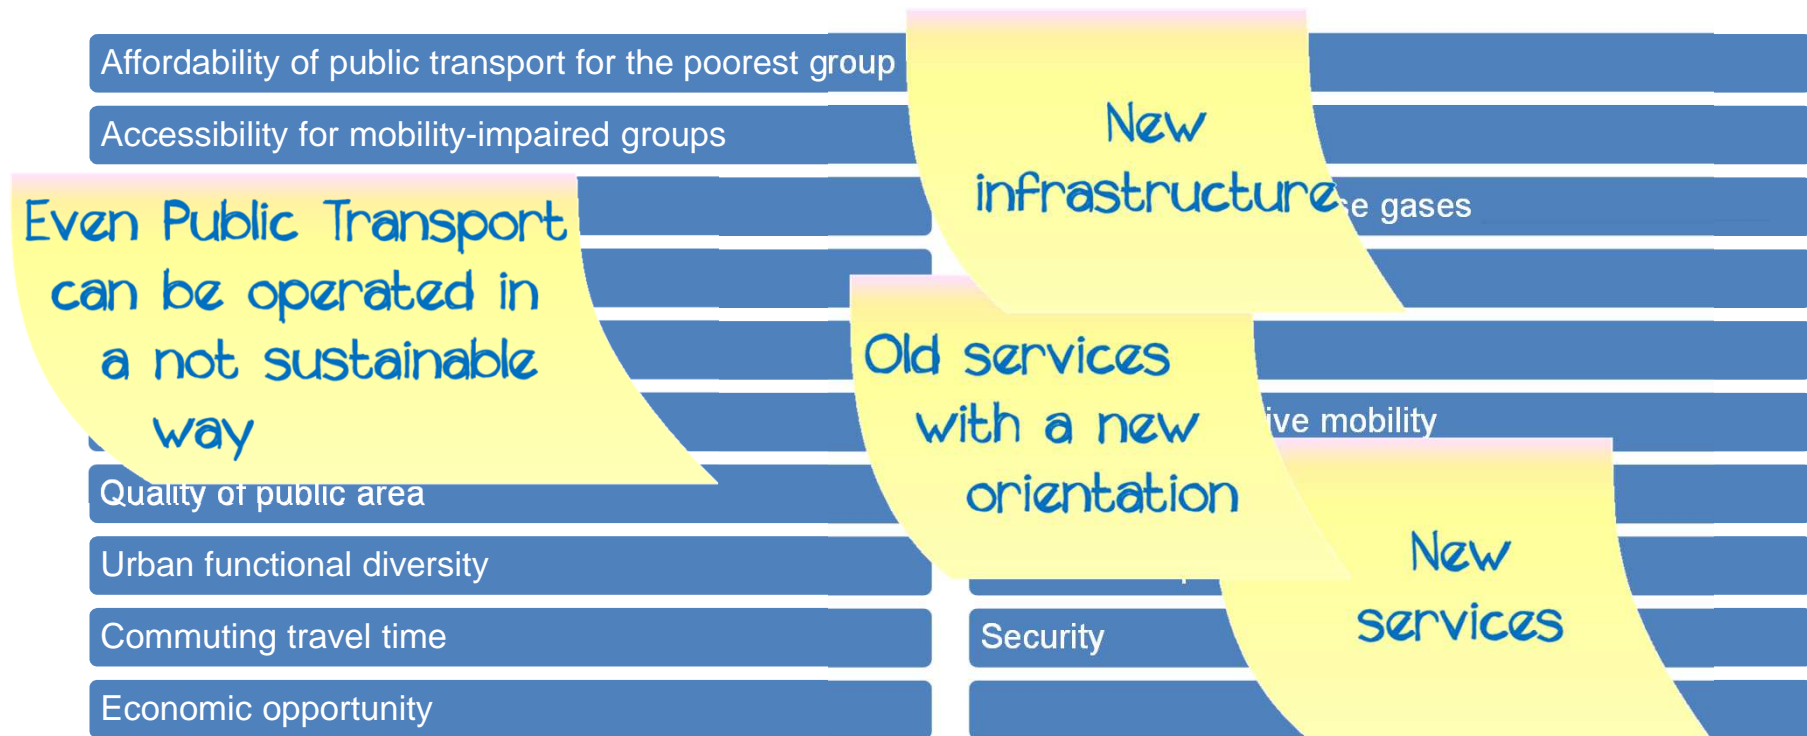 Affordability of public transport for the poorest group
Accessibility for mobility-impaired groups
Even Public Transport
can be operated in
a not sustainable
way
Quality of public area
Urban functional diversity
Commuting travel time
Economic opportunity
New
infrastructure
gases
Old services
with a new
orientation
mobility
New
services
Security